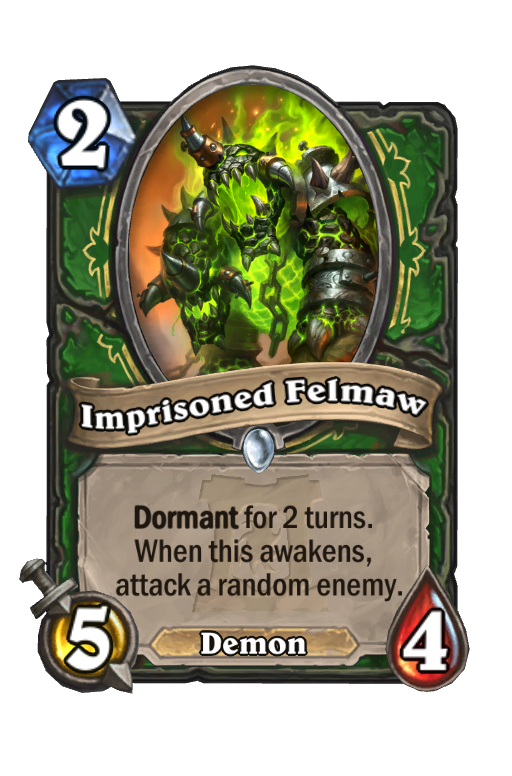 2
Imprisoned Felmaw
Dormant for 2 turns.
When this awakens,
attack a random enemy.
5
Demon
4